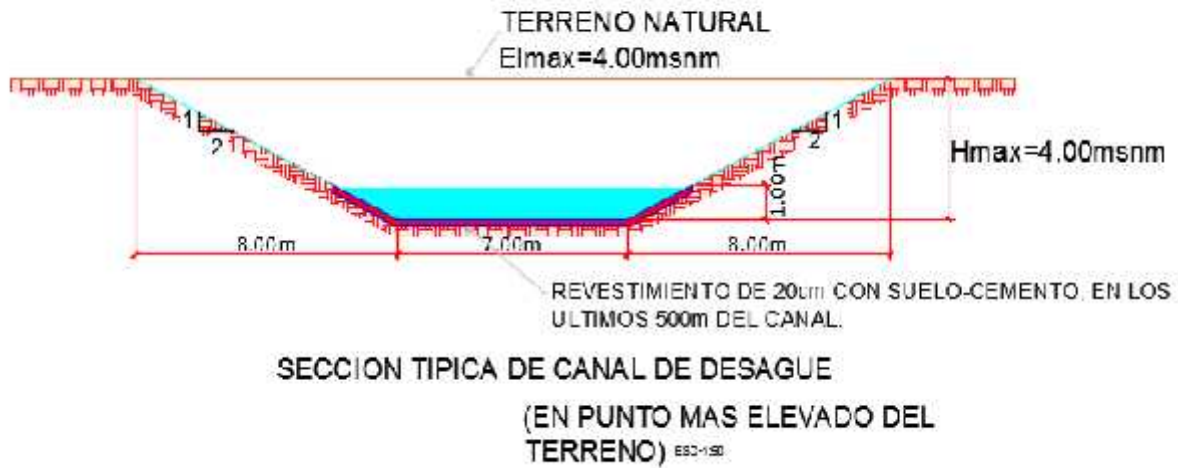 TERRENO NATURAL
Elmax=4.00msnm
1
2
1
2
Hmax=4.00msnm
1.00m
8.00m
7.00m
8.00m
REVESTIMIENTO DE 20cm CON SUELO-CEMENTO, EN LOS
ULTIMOS 500m DEL CANAL.
SECCION TIPICA DE CANAL DE DESAGUE
(EN PUNTO MAS ELEVADO DEL
TERRENO)